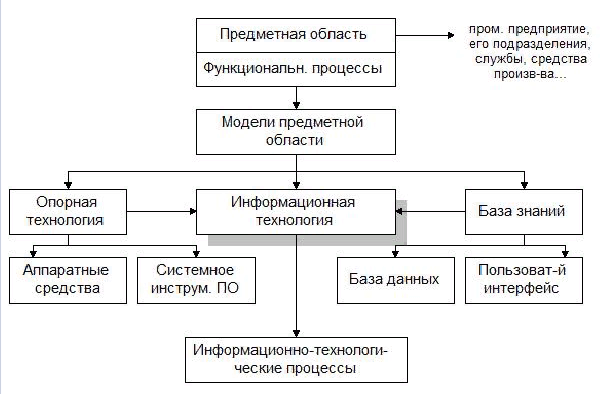 Предметная область
Функциональн. процессы
пром. предприятие,
его подразделения,
службы, средства
произв-ва...
Модели предметной
области
Опорная
технология
Информационная
технология
База знаний
Аппаратные
средства
Системное
инструм. ПО
База данных
Пользоват-й
интерфейс
Информационно-технологи-
ческие процессы